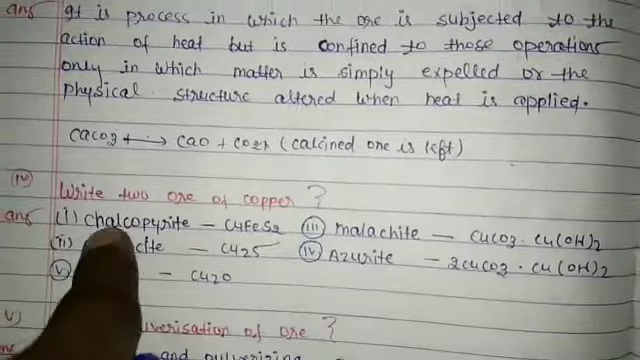 ans It is process in which the ore is subjected to the
action of heat but is confined to those operations
only in which matter is simply expelled or the
physical structure altered when heat is applied.
CaCO3 ⟷ CaO + CO2↑ (calcined one is left)
(iv) Write two ore of copper ?
ans (i) chalcopyrite – CuFeS2 (iii) malachite – CuCO3. Cu(OH)2
(ii) cite – Cu2S (iv) Azurite – 2CuCO3. Cu(OH)2
(v) – Cu2O
v) verisation of ore ?
ans and pulverizing